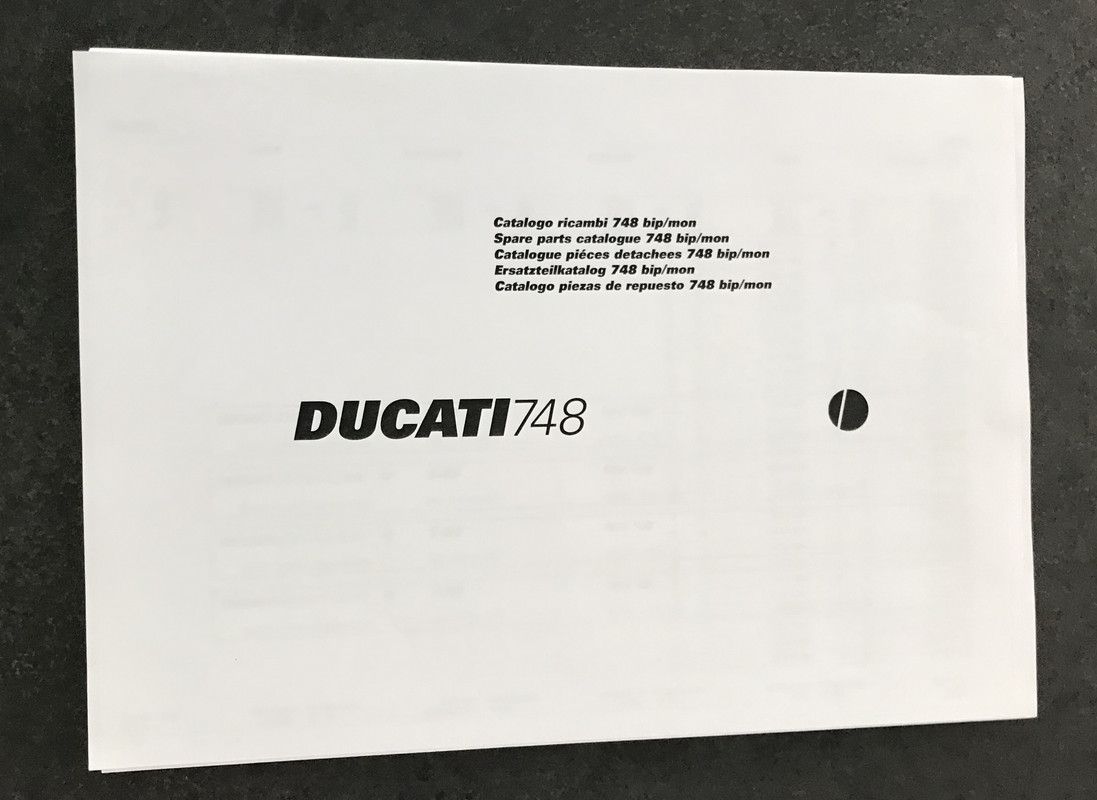 Catalogo ricambi 748 bip/mon
Spare parts catalogue 748 bip/mon
Catalogue piéces detachees 748 bip/mon
Ersatzteilkatalog 748 bip/mon
Catalogo piezas de repuesto 748 bip/mon
DUCATI748